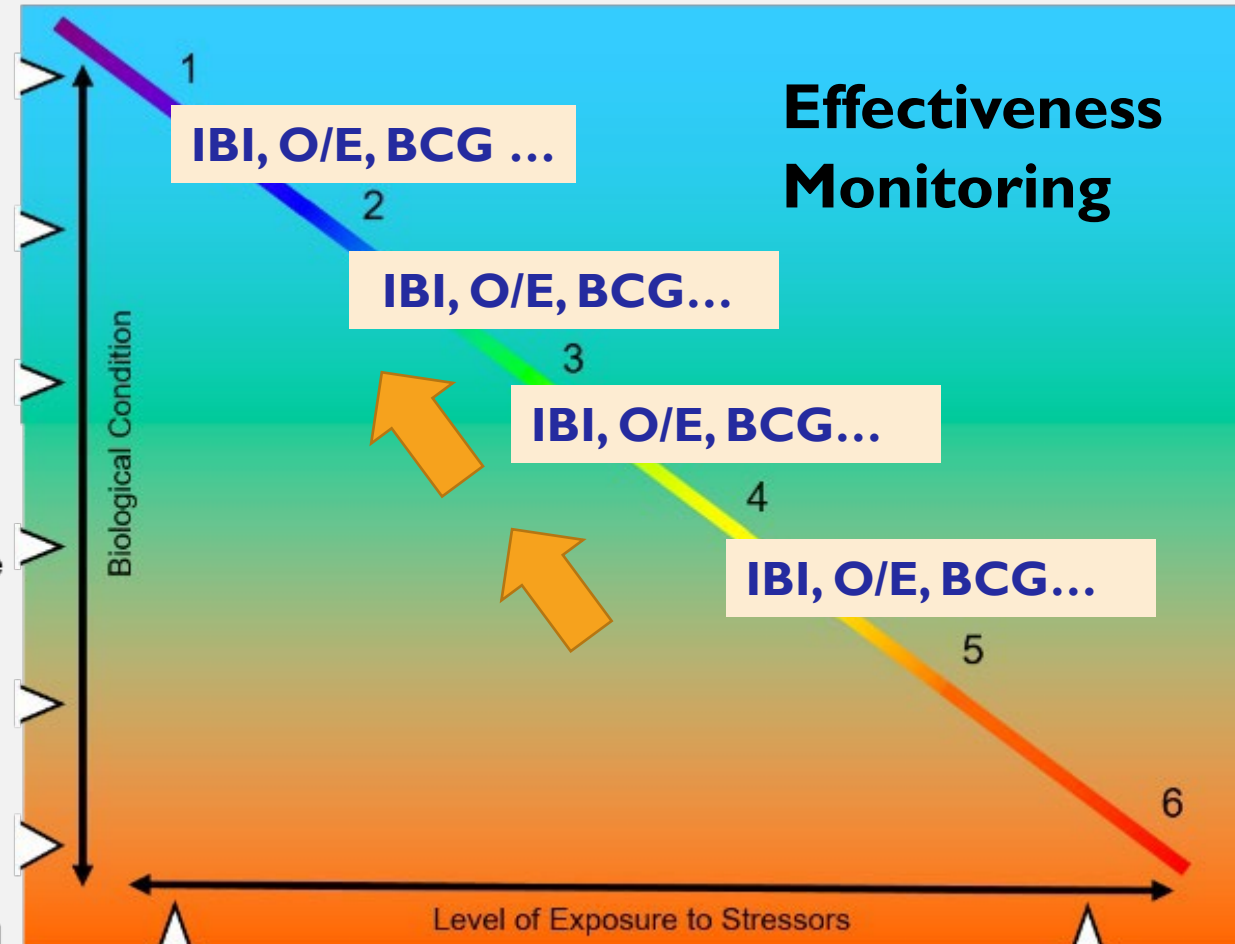 1
Effectiveness
Monitoring
IBI, O/E, BCG ...
2
IBI, O/E, BCG...
3
Biological Condition
IBI, O/E, BCG...
4
IBI, O/E, BCG...
5
6
Level of Exposure to Stressors